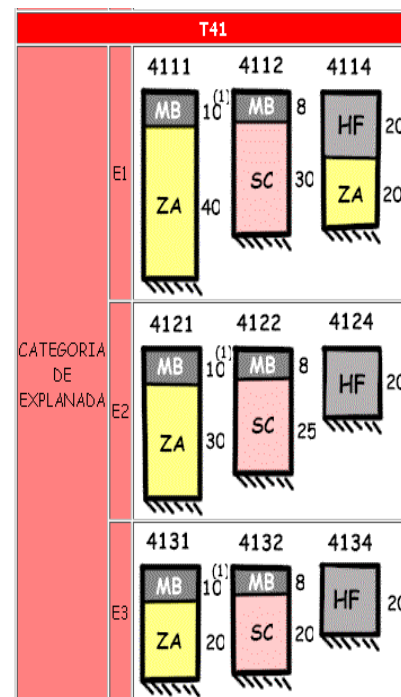 T41
CATEGORIA
DE
EXPLANADA
E1
4111 4112 4114
MB 10 (1) MB 8 HF 20
ZA 40 SC 30 ZA 20
E2
4121 4122 4124
MB 10 (1) MB 8 HF 20
ZA 30 SC 25
E3
4131 4132 4134
MB 10 (1) MB 8 HF 20
ZA 20 SC 20